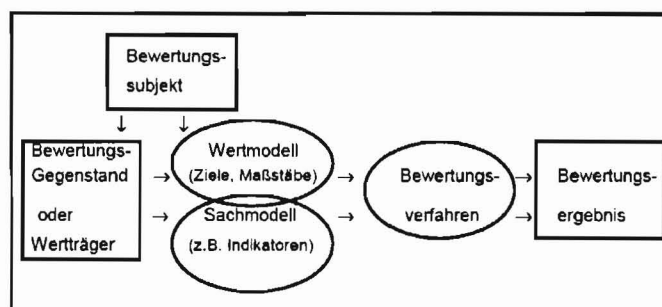 Bewertungs-
subjekt
↓ ↓
Bewertungs-
Gegenstand
oder
Wertträger
→ Wertmodell →
(Ziele, Maßstäbe)
→ Sachmodell →
(z.B. Indikatoren)
Bewertungs-
verfahren
→
→
Bewertungs-
ergebnis